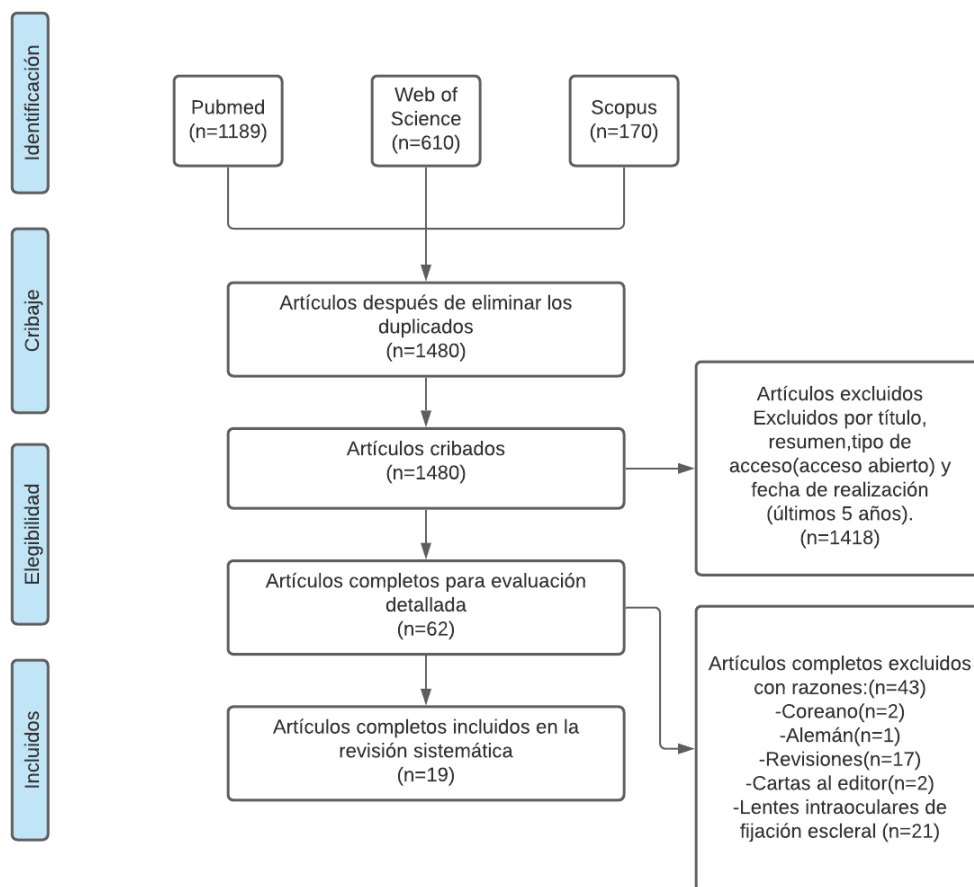 Identificación
Pubmed
(n=1189)
Web of
Science
(n=610)
Scopus
(n=170)
Cribaje
Artículos después de eliminar los
duplicados
(n=1480)
Artículos excluidos
Excluidos por título,
resumen,tipo de
acceso(acceso abierto) y
fecha de realización
(últimos 5 años).
(n=1418)
Artículos cribados
(n=1480)
Elegibilidad
Artículos completos para evaluación
detallada
(n=62)
Artículos completos excluidos
con razones:(n=43)
-Coreano(n=2)
-Alemán(n=1)
-Revisiones(n=17)
-Cartas al editor(n=2)
-Lentes intraoculares de
fijación escleral (n=21)
Incluidos
Artículos completos incluidos en la
revisión sistemática
(n=19)